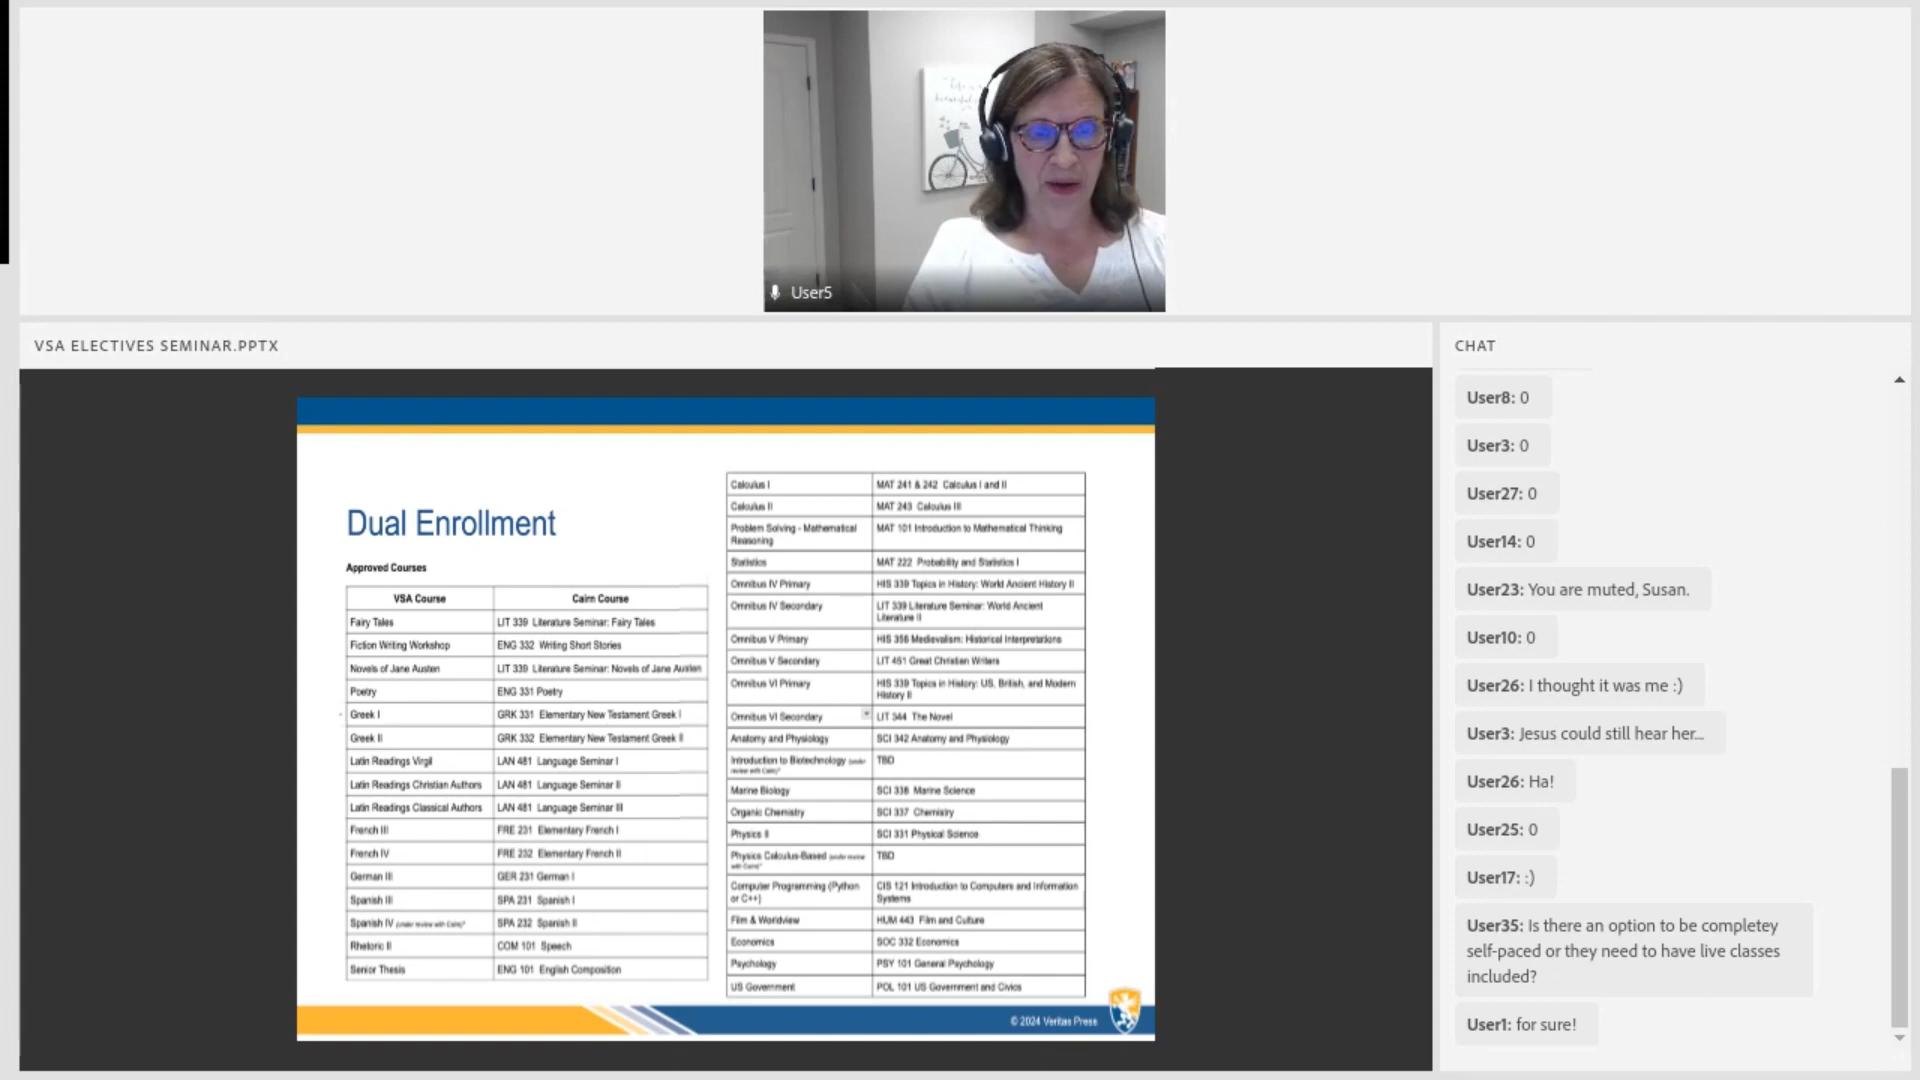 Life is a
beautiful
User5
VSA ELECTIVES SEMINAR.PPTX
Dual Enrollment
Approved Courses
VSA Course Cairn Course
Fairy Tales LIT 339 Literature Seminar: Fairy Tales
Fiction Writing Workshop ENG 332 Writing Short Stories
Novels of Jane Austen LIT 339 Literature Seminar: Novels of Jane Austen
Poetry ENG 331 Poetry
Greek I GRK 331 Elementary New Testament Greek I
Greek II GRK 332 Elementary New Testament Greek II
Latin Readings Virgil LAN 481 Language Seminar I
Latin Readings Christian Authors LAN 481 Language Seminar II
Latin Readings Classical Authors LAN 481 Language Seminar III
French III FRE 231 Elementary French I
French IV FRE 232 Elementary French II
German III GER 231 German I
Spanish III SPA 231 Spanish I
Spanish IV (under review with Cairn)* SPA 232 Spanish II
Rhetoric II COM 101 Speech
Senior Thesis ENG 101 English Composition
Calculus I MAT 241 & 242 Calculus I and II
Calculus II MAT 243 Calculus III
Problem Solving - Mathematical MAT 101 Introduction to Mathematical Thinking
Reasoning
Statistics MAT 222 Probability and Statistics I
Omnibus IV Primary HIS 339 Topics in History: World Ancient History II
Omnibus IV Secondary LIT 339 Literature Seminar: World Ancient
Literature II
Omnibus V Primary HIS 356 Medievalism: Historical Interpretations
Omnibus V Secondary LIT 451 Great Christian Writers
Omnibus VI Primary HIS 339 Topics in History: US, British, and Modern
History II
Omnibus VI Secondary LIT 344 The Novel
Anatomy and Physiology SCI 342 Anatomy and Physiology
Introduction to Biotechnology (under TBD
review with Cairn)*
Marine Biology SCI 338 Marine Science
Organic Chemistry SCI 337 Chemistry
Physics II SCI 331 Physical Science
Physics Calculus-Based (under review TBD
with Cairn)*
Computer Programming (Python CIS 121 Introduction to Computers and Information
or C++) Systems
Film & Worldview HUM 443 Film and Culture
Economics SOC 332 Economics
Psychology PSY 101 General Psychology
US Government POL 101 US Government and Civics
© 2024 Veritas Press
CHAT
User8: 0
User3: 0
User27: 0
User14: 0
User23: You are muted, Susan.
User10: 0
User26: I thought it was me :)
User3: Jesus could still hear her...
User26: Ha!
User25: 0
User17: :)
User35: Is there an option to be completey
self-paced or they need to have live classes
included?
User1: for sure!